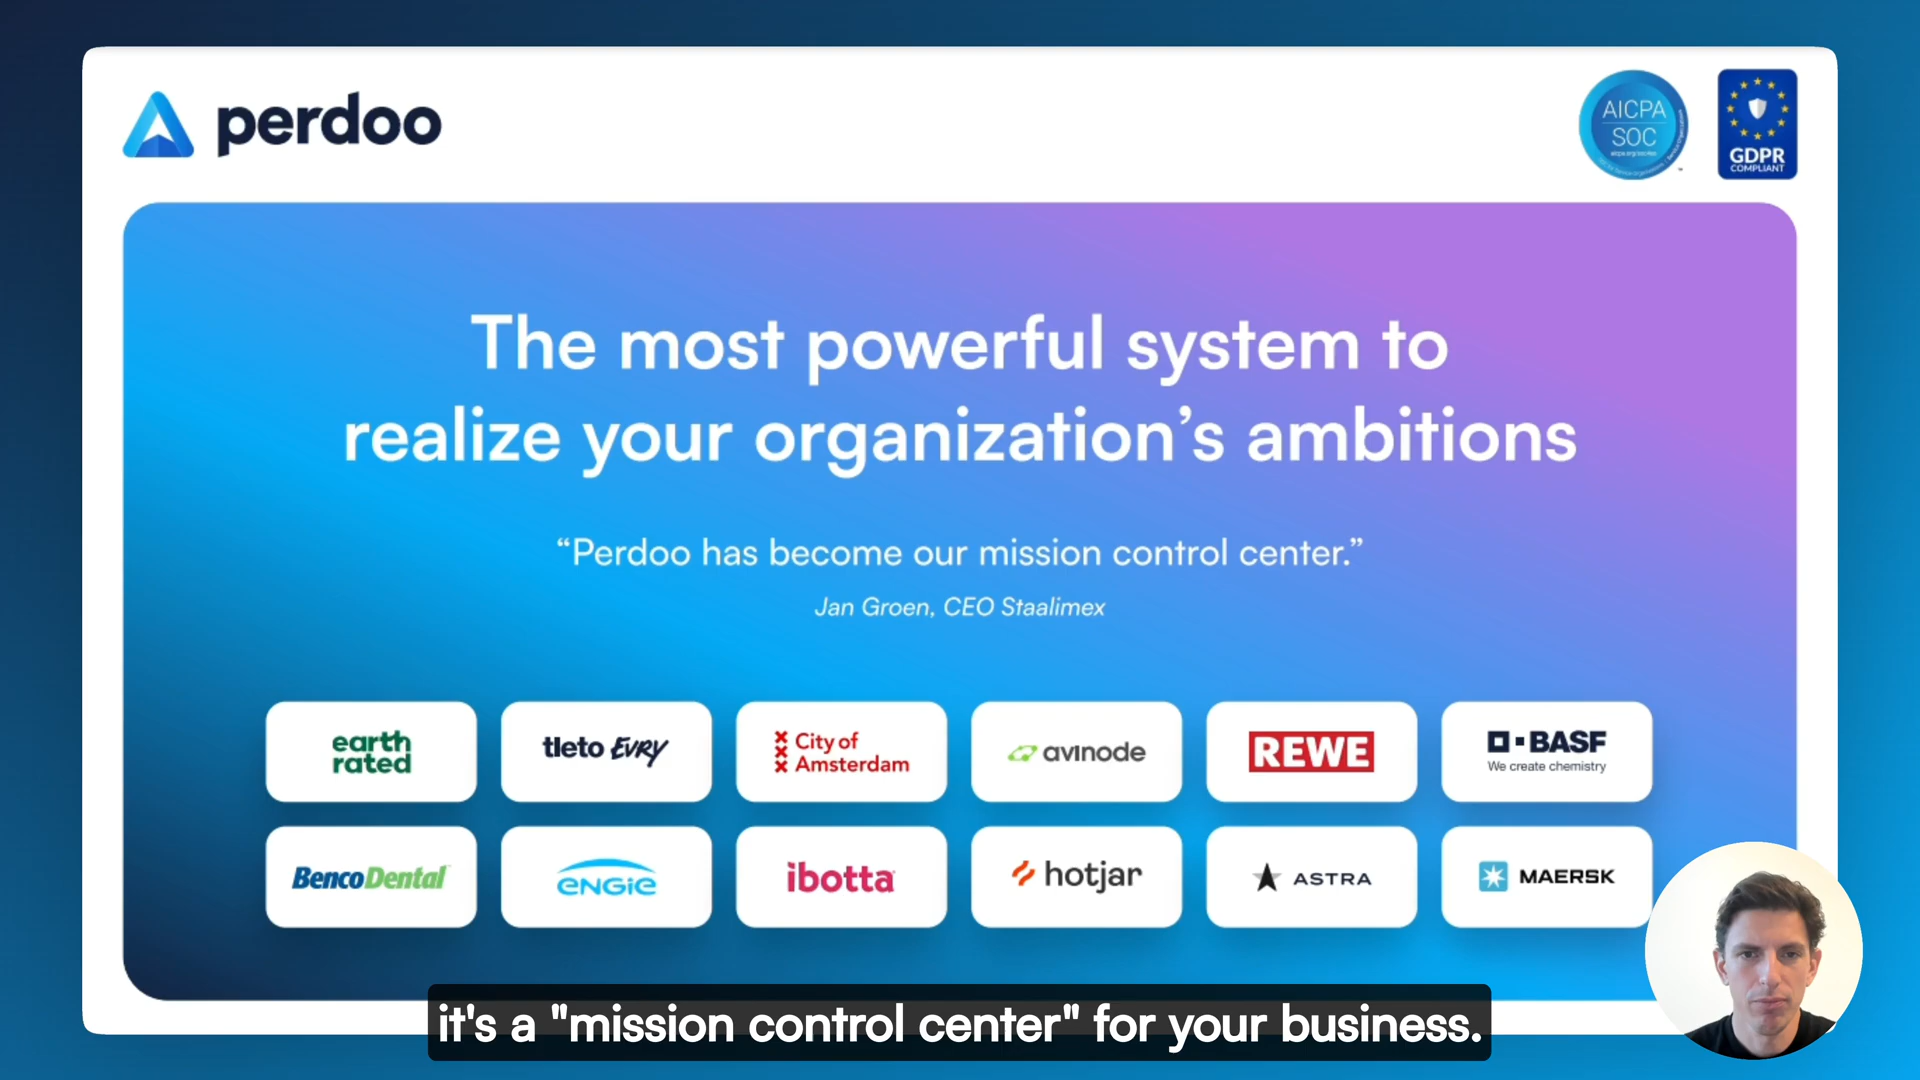 perdoo
AICPA
SOC
GDPR
COMPLIANT
The most powerful system to
realize your organization's ambitions
“Perdoo has become our mission control center.”
Jan Groen, CEO Staalimex
earth
rated
tleto EVRY
City of
Amsterdam
avinode
REWE
BASF
We create chemistry
BencoDental
ENGIE
ibotta
hotjar
ASTRA
MAERSK
it's a "mission control center" for your business.